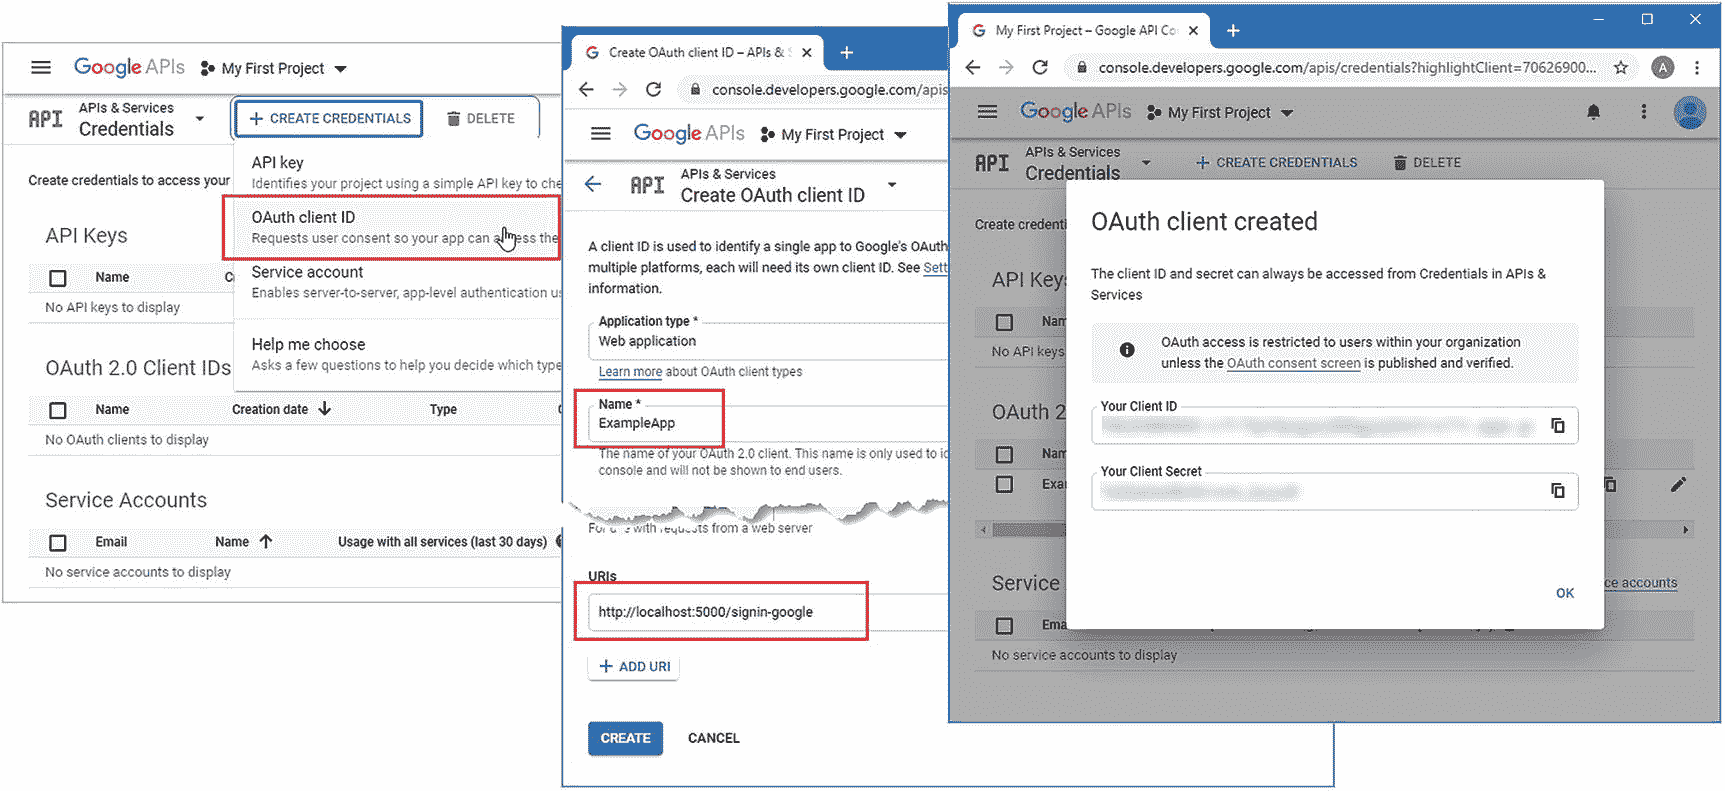 Google APIs My First Project
API APIs & Services
Credentials
+ CREATE CREDENTIALS
DELETE
API key
Identifies your project using a simple API key to che
Create credentials to access your
OAuth client ID
Requests user consent so your app can access the
API Keys
Service account
Enables server-to-server, app-level authentication us
Name
No API keys to display
Help me choose
Asks a few questions to help you decide which type
OAuth 2.0 Client IDs
Name Creation date Type
No OAuth clients to display
Service Accounts
Email Name Usage with all services (last 30 days)
No service accounts to display
Create OAuth client ID – APIs & S
console.developers.google.com/apis
Google APIs My First Project
API APIs & Services
Create OAuth client ID
A client ID is used to identify a single app to Google's OAuth
multiple platforms, each will need its own client ID. See Sett
information.
Application type *
Web application
Learn more about OAuth client types
Name *
ExampleApp
The name of your OAuth 2.0 client. This name is only used to id
console and will not be shown to end users.
with requests from a web server
URIs
http://localhost:5000/signin-google
+ ADD URI
CREATE CANCEL
My First Project – Google API Co
console.developers.google.com/apis/credentials?highlightClient=70626900... A
Google APIs My First Project
API APIs & Services
Credentials
+ CREATE CREDENTIALS
DELETE
Create credenti
API Keys
Nam
No API keys
OAuth 2
Nam
Exar
Service
ce accounts
Ema
No service accounts to display
OAuth client created
The client ID and secret can always be accessed from Credentials in APIs &
Services
OAuth access is restricted to users within your organization
unless the OAuth consent screen is published and verified.
Your Client ID
Your Client Secret
OK